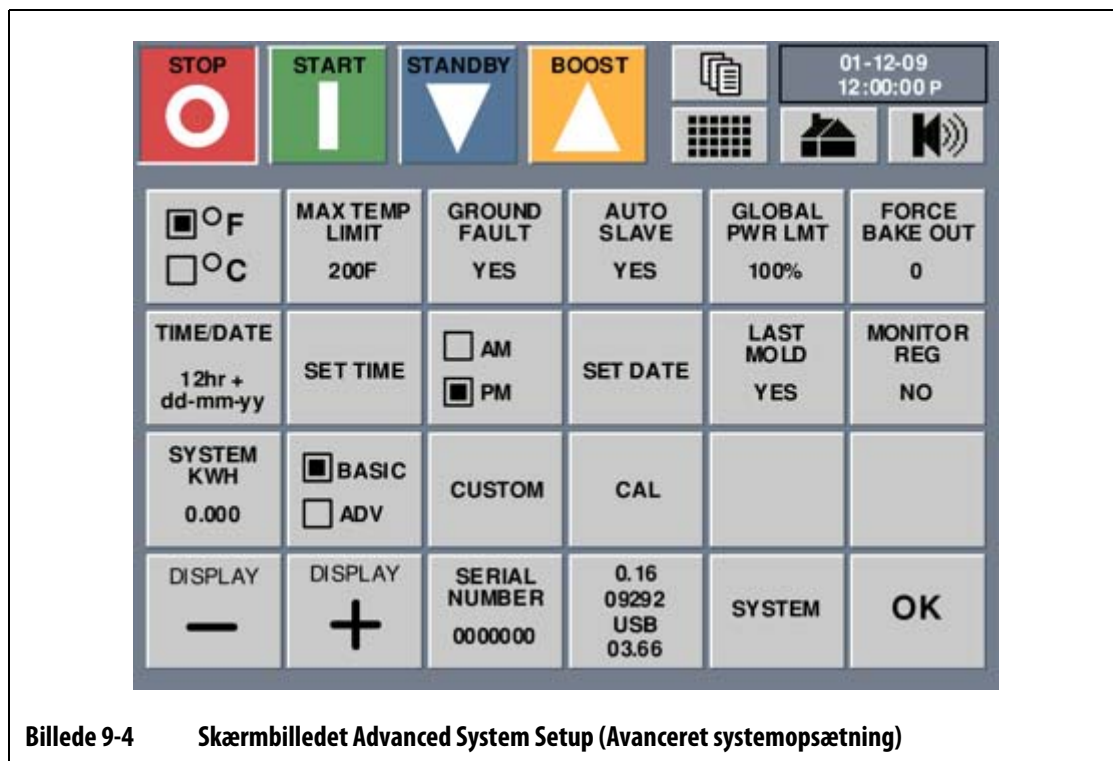 STOP
START
STANDBY
BOOST
01-12-09
12:00:00 P
°F
°C
MAX TEMP
LIMIT
200F
GROUND
FAULT
YES
AUTO
SLAVE
YES
GLOBAL
PWR LMT
100%
FORCE
BAKE OUT
0
TIME/DATE
12hr +
dd-mm-yy
SET TIME
AM
PM
SET DATE
LAST
MOLD
YES
MONITOR
REG
NO
SYSTEM
KWH
0.000
BASIC
ADV
CUSTOM
CAL
DISPLAY
−
DISPLAY
+
SERIAL
NUMBER
0000000
0.16
09292
USB
03.66
SYSTEM
OK
Billede 9-4 Skærmbilledet Advanced System Setup (Avanceret systemopsætning)